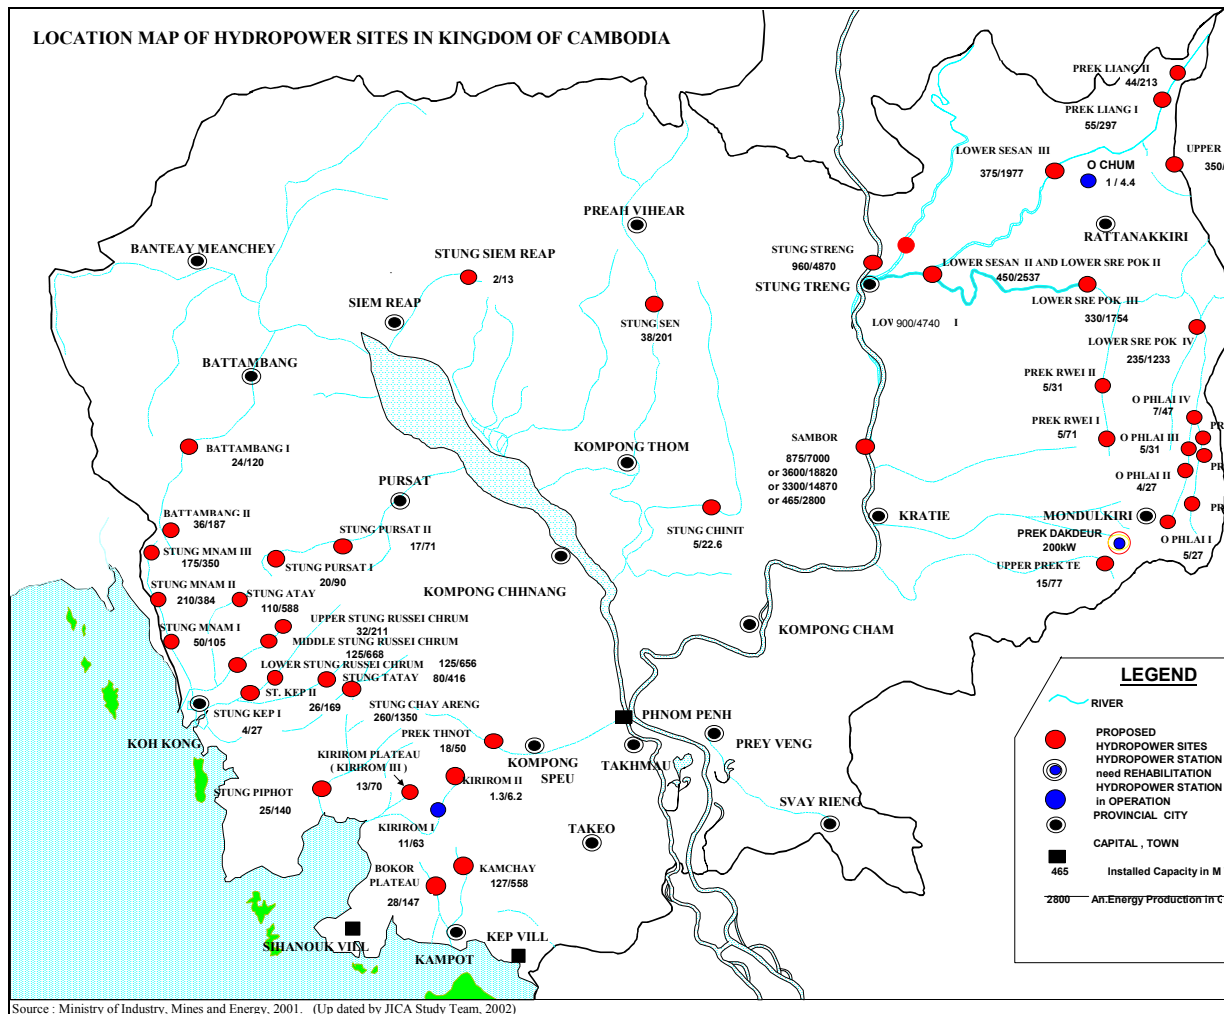 LOCATION MAP OF HYDROPOWER SITES IN KINGDOM OF CAMBODIA
PREK LIANG II
44/213
PREK LIANG I
55/297
UPPER
350/
LOWER SESAN III
375/1977
O CHUM
1 / 4.4
RATTANAKKIRI
PREAH VIHEAR
BANTEAY MEANCHEY
STUNG SIEM REAP
2/13
SIEM REAP
STUNG STRENG
960/4870
STUNG TRENG
LOWER SESAN II AND LOWER SRE POK II
450/2537
LOWER SRE POK III
330/1754
STUNG SEN
38/201
LOV 900/4740 I
LOWER SRE POK IV
235/1233
BATTAMBANG
PREK RWEI II
5/31
O PHLAI IV
7/47
PREK RWEI I
5/71
O PHLAI III
5/31
PR
PR
O PHLAI II
4/27
PR
O PHLAI I
5/27
BATTAMBANG I
24/120
KOMPONG THOM
SAMBOR
875/7000
or 3600/18820
or 3300/14870
or 465/2800
PURSAT
KRATIE
MONDULKIRI
PREK DAKDEUR
200kW
UPPER PREK TE
15/77
BATTAMBANG II
36/187
STUNG PURSAT II
17/71
STUNG CHINIT
5/22.6
STUNG MNAM III
175/350
STUNG PURSAT I
20/90
STUNG MNAM II
210/384
STUNG ATAY
110/588
KOMPONG CHHNANG
STUNG MNAM I
50/105
UPPER STUNG RUSSEI CHRUM
32/211
MIDDLE STUNG RUSSEI CHRUM
125/668
KOMPONG CHAM
LOWER STUNG RUSSEI CHRUM
125/656
STUNG TATAY
80/416
ST. KEP II
26/169
STUNG KEP I
4/27
STUNG CHAY ARENG
260/1350
KOH KONG
PREK THNOT
18/50
PHNOM PENH
PREY VENG
TAKHMAU
KOMPONG
SPEU
KIRIROM PLATEAU
( KIRIROM III )
13/70
KIRIROM II
1.3/6.2
STUNG PIPHOT
25/140
KIRIROM I
11/63
SVAY RIENG
TAKEO
BOKOR
PLATEAU
28/147
KAMCHAY
127/558
SIHANOUK VILL
KAMPOT
KEP VILL
LEGEND
RIVER
PROPOSED
HYDROPOWER SITES
HYDROPOWER STATION
need REHABILITATION
HYDROPOWER STATION
in OPERATION
PROVINCIAL CITY
CAPITAL , TOWN
465 Installed Capacity in M
2800 An.Energy Production in G
Source : Ministry of Industry, Mines and Energy, 2001. (Up dated by JICA Study Team, 2002)